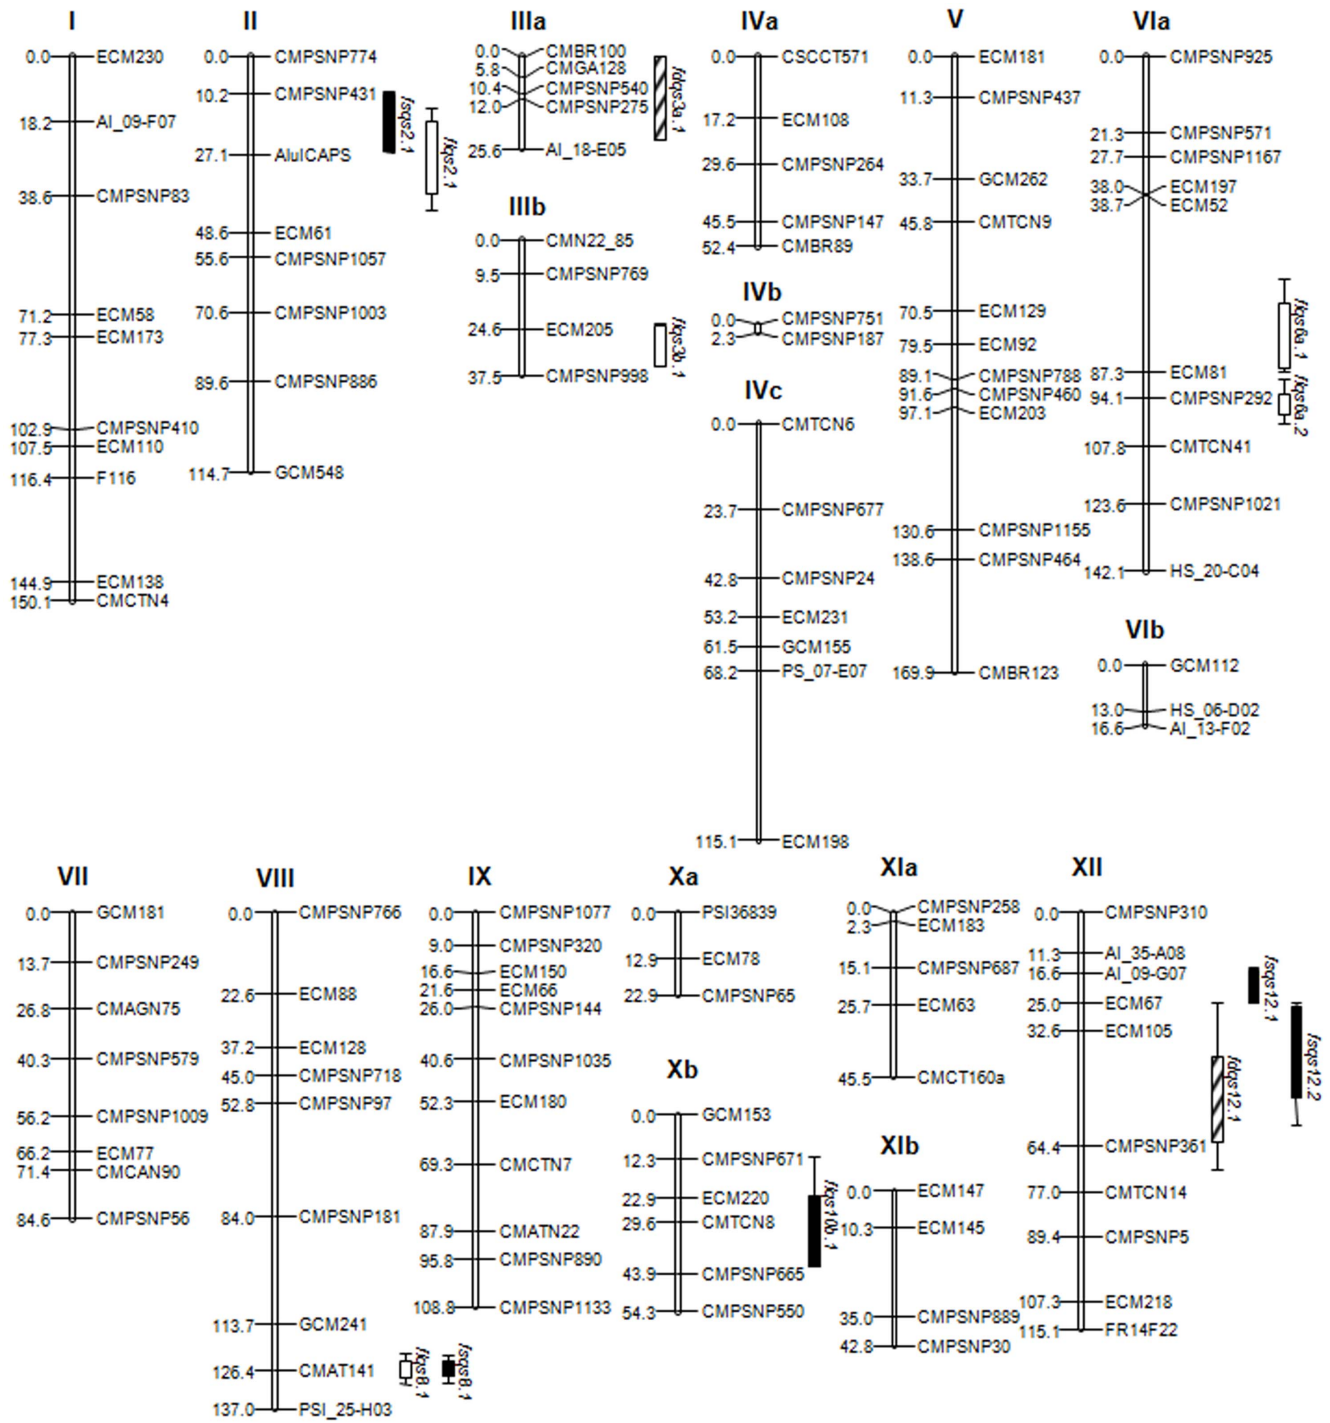 I
0.0 ECM230
18.2 AI_09-F07
38.6 CMPSNP83
71.2 ECM58
77.3 ECM173
102.9 CMPSNP410
107.5 ECM110
116.4 F116
144.9 ECM138
150.1 CMCTN4
II
0.0 CMPSNP774
10.2 CMPSNP431
27.1 AluICAPS
48.6 ECM61
55.6 CMPSNP1057
70.6 CMPSNP1003
89.6 CMPSNP886
114.7 GCM548
fsqs2.1
flqs2.1
IIIa
0.0 CMBR100
5.8 CMGA128
10.4 CMPSNP540
12.0 CMPSNP275
25.6 AI_18-E05
fdqs3a.1
IIIb
0.0 CMN22_85
9.5 CMPSNP769
24.6 ECM205
37.5 CMPSNP998
flqs3b.1
IVa
0.0 CSCCT571
17.2 ECM108
29.6 CMPSNP264
45.5 CMPSNP147
52.4 CMBR89
IVb
0.0 CMPSNP751
2.3 CMPSNP187
IVc
0.0 CMTCN6
23.7 CMPSNP677
42.8 CMPSNP24
53.2 ECM231
61.5 GCM155
68.2 PS_07-E07
115.1 ECM198
V
0.0 ECM181
11.3 CMPSNP437
33.7 GCM262
45.8 CMTCN9
70.5 ECM129
79.5 ECM92
89.1 CMPSNP788
91.6 CMPSNP460
97.1 ECM203
130.6 CMPSNP1155
138.6 CMPSNP464
169.9 CMBR123
VIa
0.0 CMPSNP925
21.3 CMPSNP571
27.7 CMPSNP1167
38.0 ECM197
38.7 ECM52
87.3 ECM81
94.1 CMPSNP292
107.8 CMTCN41
123.6 CMPSNP1021
142.1 HS_20-C04
flqs6a.1
flqs6a.2
VIb
0.0 GCM112
13.0 HS_06-D02
16.6 AI_13-F02
VII
0.0 GCM181
13.7 CMPSNP249
26.8 CMAGN75
40.3 CMPSNP579
56.2 CMPSNP1009
66.2 ECM77
71.4 CMCAN90
84.6 CMPSNP56
VIII
0.0 CMPSNP766
22.6 ECM88
37.2 ECM128
45.0 CMPSNP718
52.8 CMPSNP97
84.0 CMPSNP181
113.7 GCM241
126.4 CMAT141
137.0 PSI_25-H03
flqs8.1
fsqs8.1
IX
0.0 CMPSNP1077
9.0 CMPSNP320
16.6 ECM150
21.6 ECM66
26.0 CMPSNP144
40.6 CMPSNP1035
52.3 ECM180
69.3 CMCTN7
87.9 CMATN22
95.8 CMPSNP890
108.8 CMPSNP1133
Xa
0.0 PSI36839
12.9 ECM78
22.9 CMPSNP65
Xb
0.0 GCM153
12.3 CMPSNP671
22.9 ECM220
29.6 CMTCN8
43.9 CMPSNP665
54.3 CMPSNP550
flqs10b.1
XIa
0.0 CMPSNP258
2.3 ECM183
15.1 CMPSNP687
25.7 ECM63
45.5 CMCT160a
XIb
0.0 ECM147
10.3 ECM145
35.0 CMPSNP889
42.8 CMPSNP30
XII
0.0 CMPSNP310
11.3 AI_35-A08
16.6 AI_09-G07
25.0 ECM67
32.6 ECM105
64.4 CMPSNP361
77.0 CMTCN14
89.4 CMPSNP5
107.3 ECM218
115.1 FR14F22
fsqs12.1
fdqs12.1
fsqs12.2